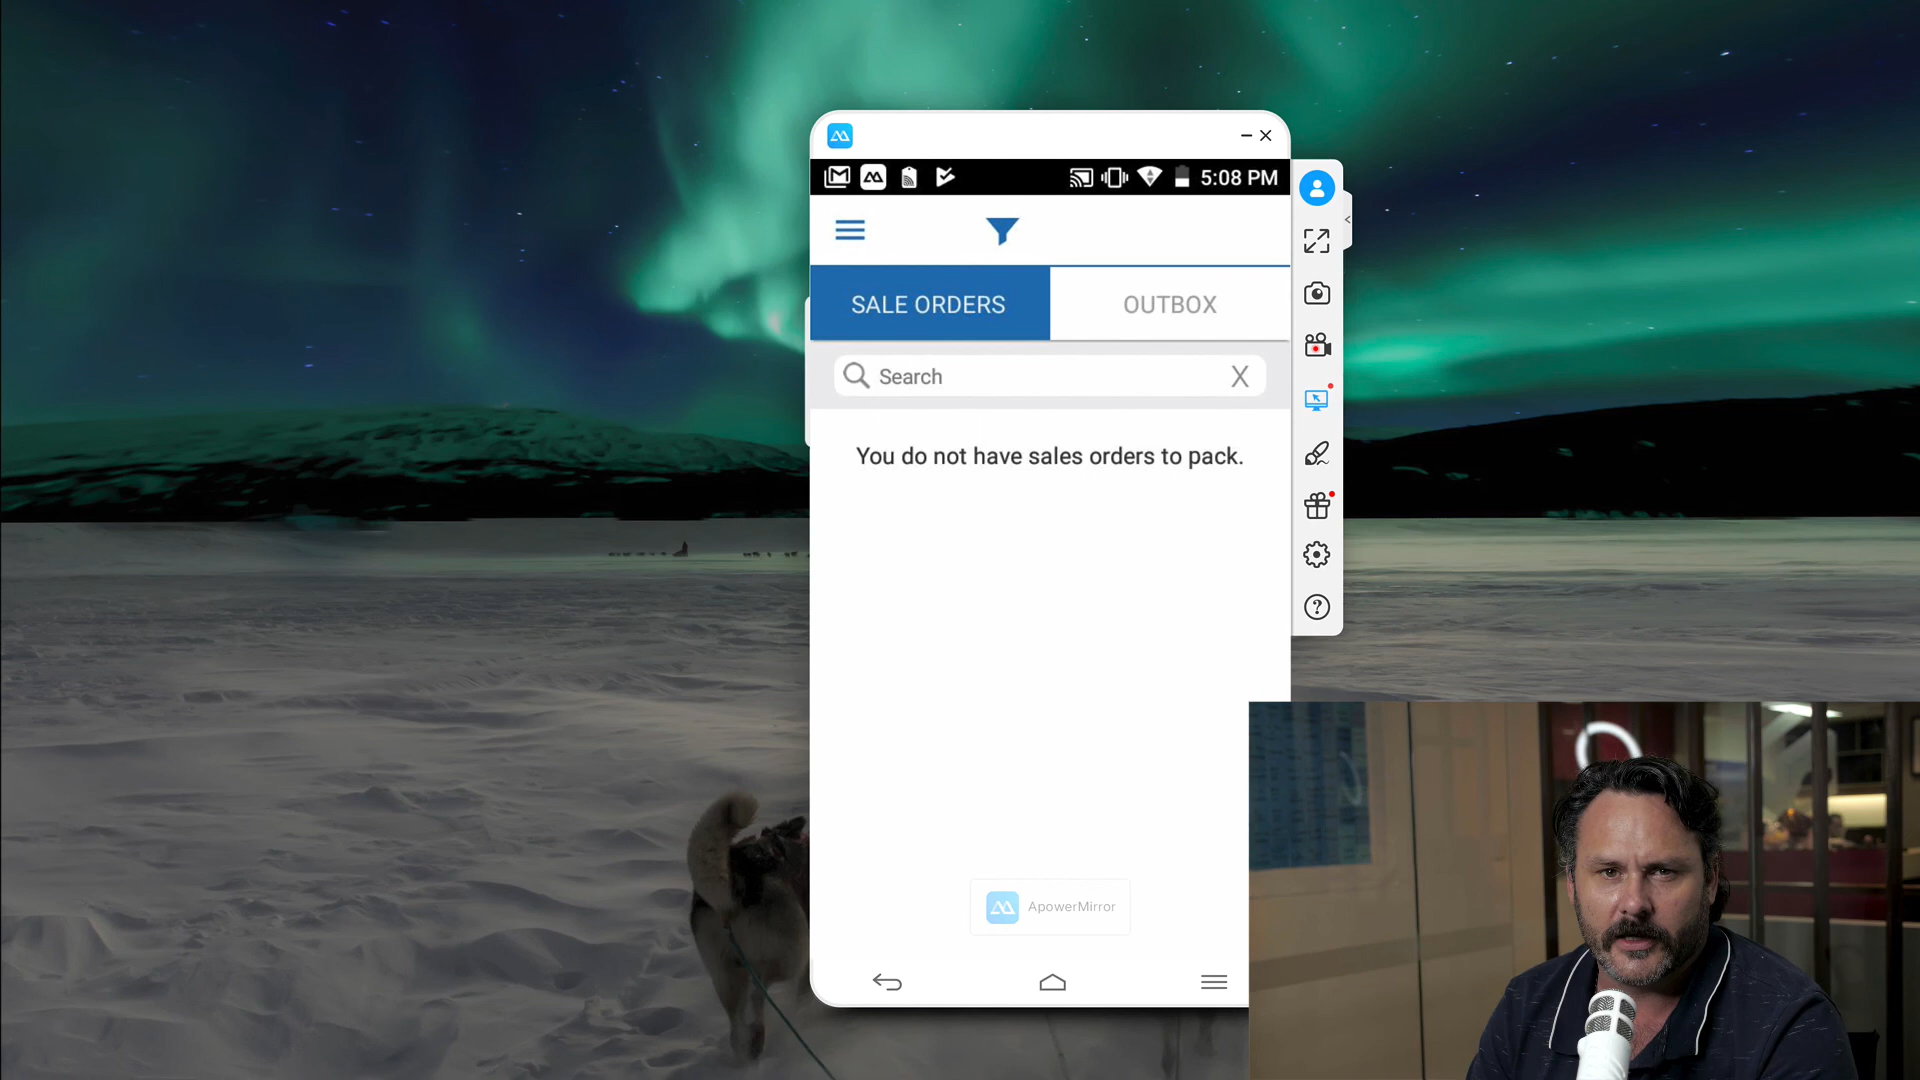 5:08 PM
SALE ORDERS
OUTBOX
Search X
You do not have sales orders to pack.
ApowerMirror